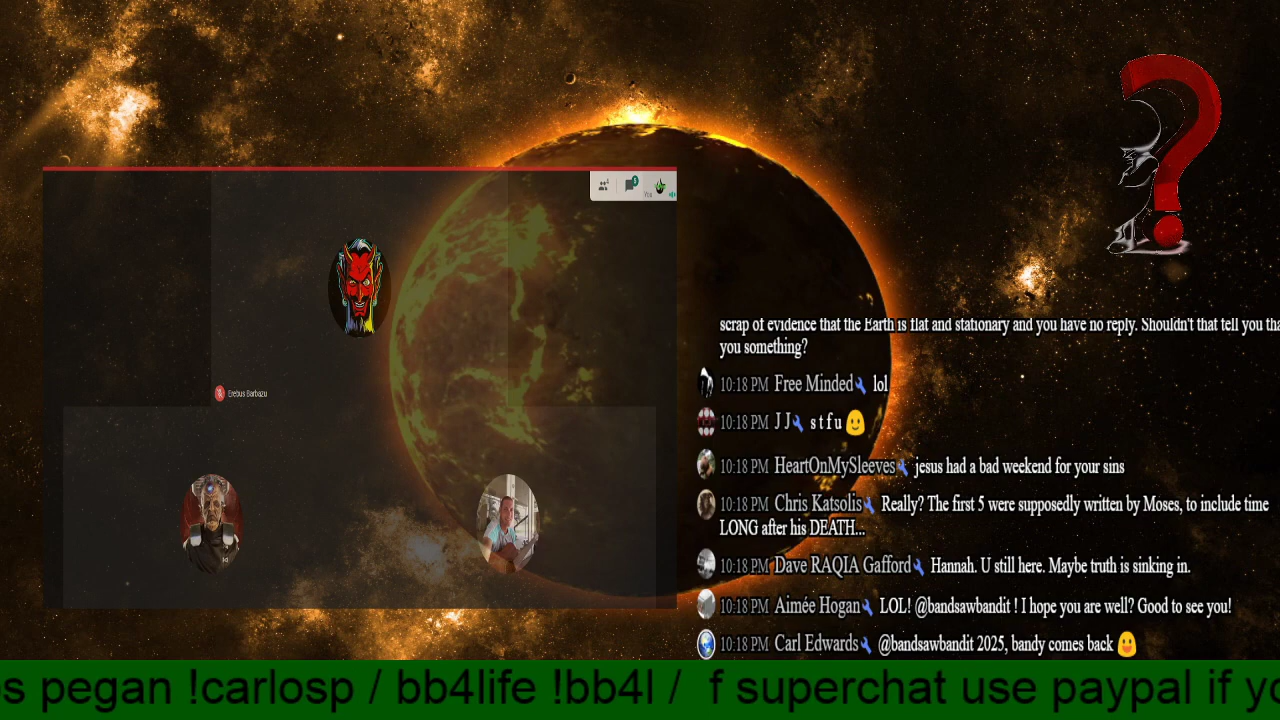 You
Erebus Barbazu
scrap of evidence that the Earth is flat and stationary and you have no reply. Shouldn't that tell you tha
you something?
10:18 PM Free Minded lol
10:18 PM J J s t f u
10:18 PM HeartOnMySleeves jesus had a bad weekend for your sins
10:18 PM Chris Katsolis Really? The first 5 were supposedly written by Moses, to include time
LONG after his DEATH...
10:18 PM Dave RAQIA Gafford Hannah. U still here. Maybe truth is sinking in.
10:18 PM Aimée Hogan LOL! @bandsawbandit ! I hope you are well? Good to see you!
10:18 PM Carl Edwards @bandsawbandit 2025, bandy comes back
os pegan !carlosp / bb4life !bb4l / f superchat use paypal if yo